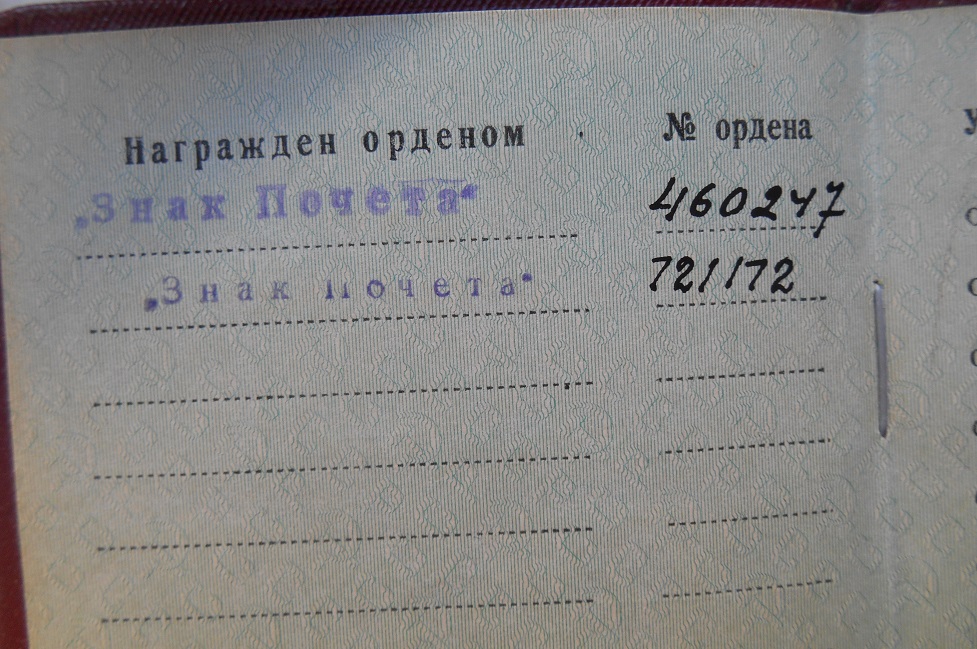 Награжден орденом № ордена
„Знак Почета“ 460247
„Знак Почета“ 721172